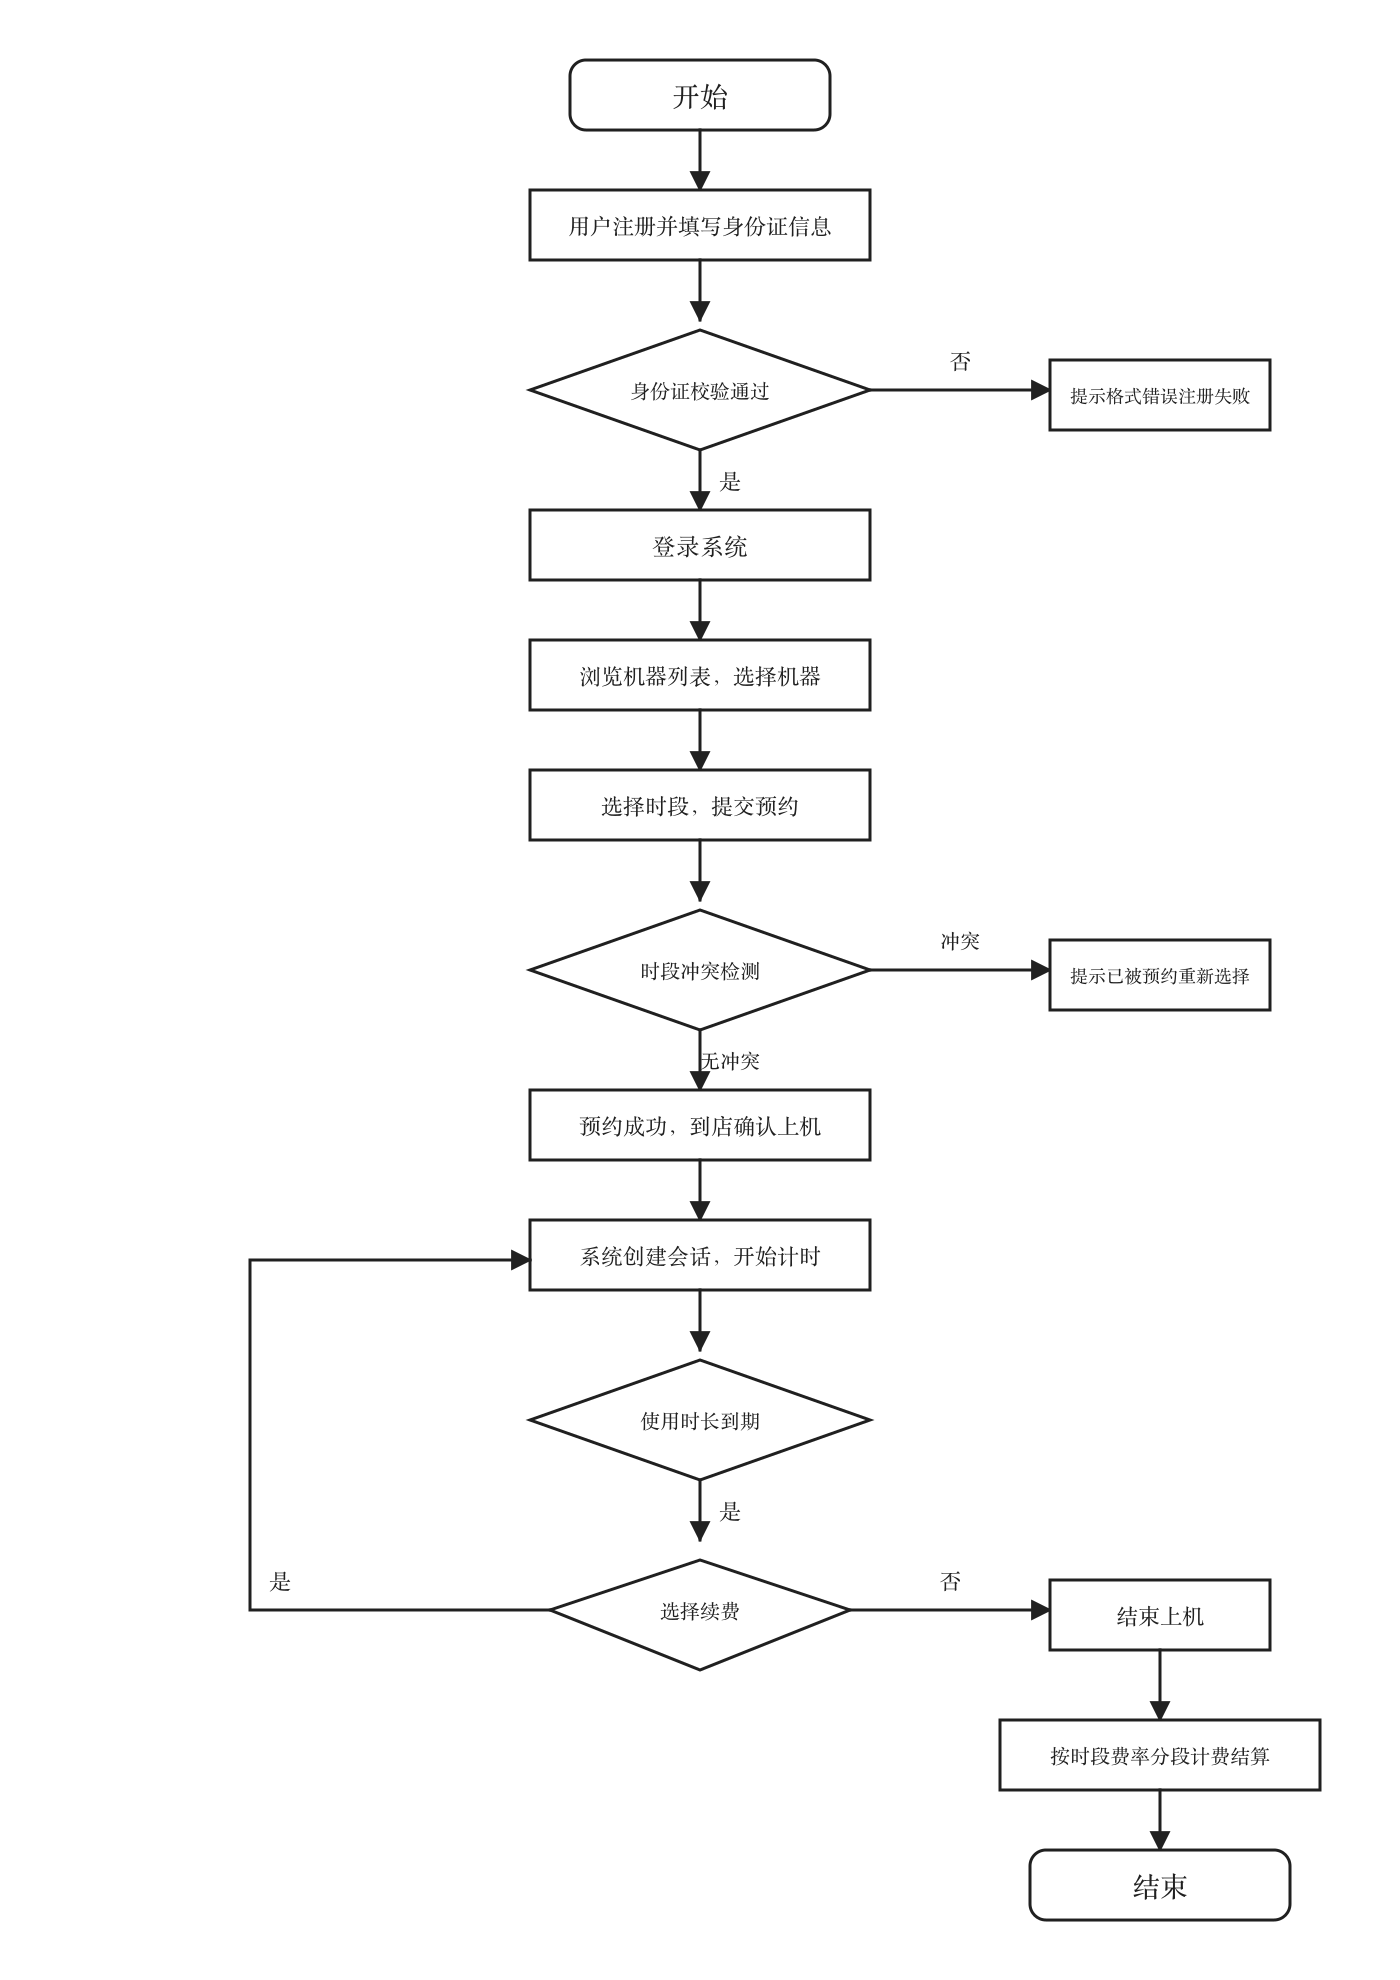 开始
用户注册并填写身份证信息
身份证校验通过
否
提示格式错误注册失败
是
登录系统
浏览机器列表，选择机器
选择时段，提交预约
时段冲突检测
冲突
提示已被预约重新选择
无冲突
预约成功，到店确认上机
系统创建会话，开始计时
使用时长到期
是
选择续费
是
否
结束上机
按时段费率分段计费结算
结束